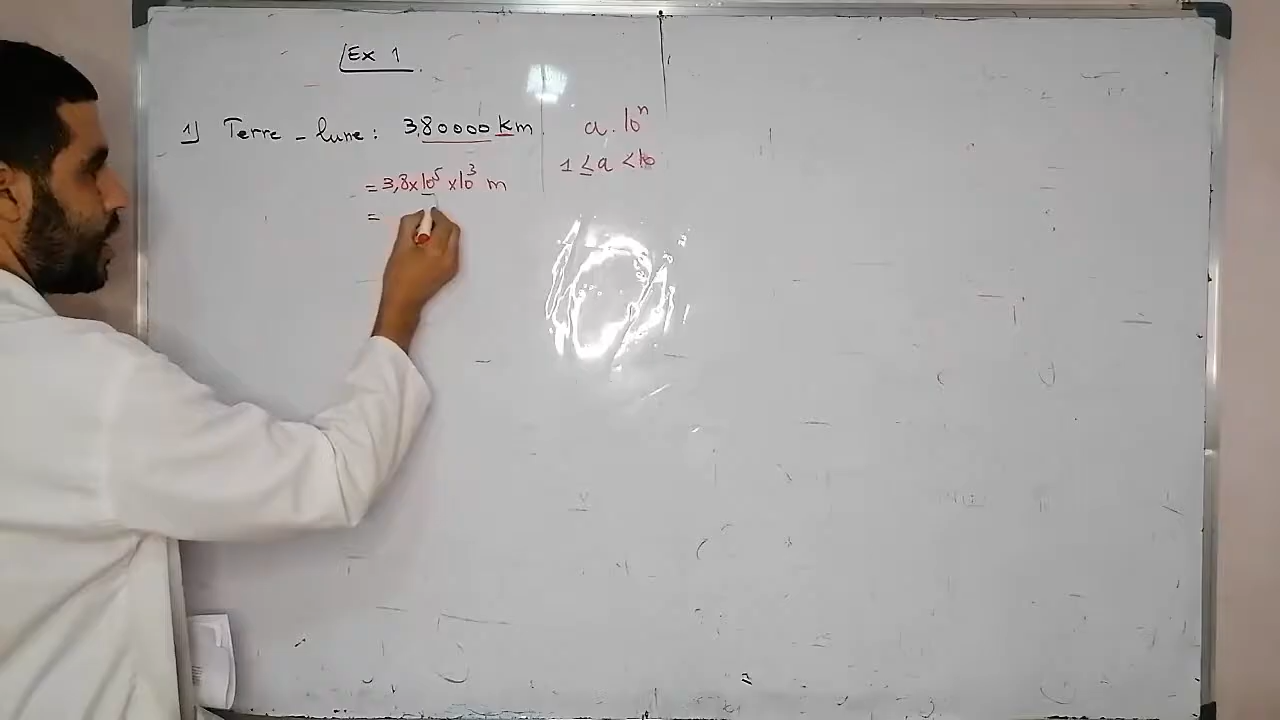 Ex 1
1) Terre - lune : 380000 km
= 3,8 x 10⁵ x 10³ m
=
a . 10ⁿ
1 ≤ a < 10